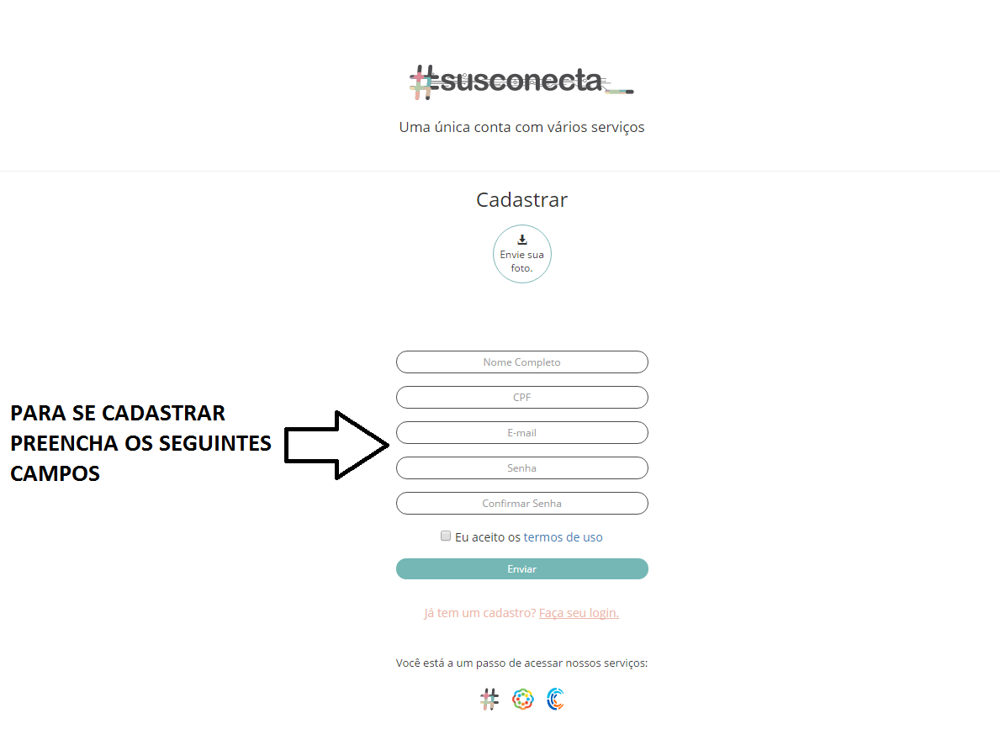 #susconecta
Uma única conta com vários serviços
Cadastrar
Envie sua
foto.
Nome Completo
CPF
E-mail
Senha
Confirmar Senha
PARA SE CADASTRAR
PREENCHA OS SEGUINTES
CAMPOS
Eu aceito os termos de uso
Enviar
Já tem um cadastro? Faça seu login.
Você está a um passo de acessar nossos serviços: